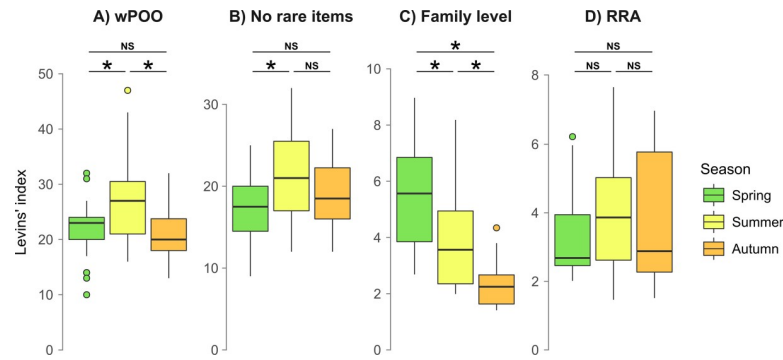 A) wPOO
NS
* *
50
40
30
20
10
0
Levins' index
B) No rare items
NS
* NS
30
20
10
0
C) Family level
*
* *
10
8
6
4
2
0
D) RRA
NS
NS NS
8
6
4
2
0
Season
Spring
Summer
Autumn